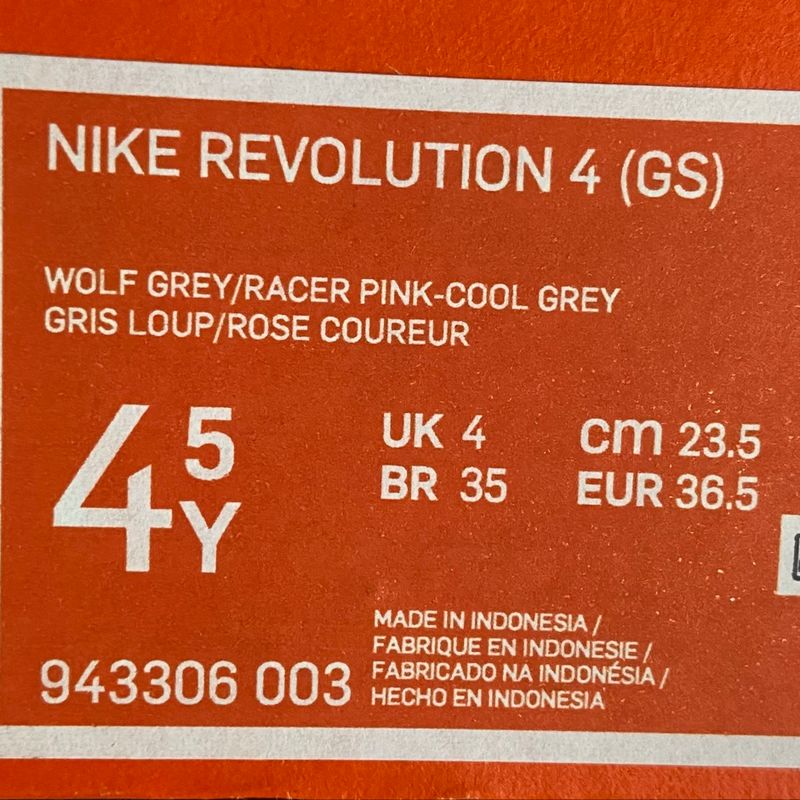 NIKE REVOLUTION 4 (GS)
WOLF GREY/RACER PINK-COOL GREY
GRIS LOUP/ROSE COUREUR
4 5 Y
UK 4 cm 23.5
BR 35 EUR 36.5
943306 003
MADE IN INDONESIA /
FABRIQUE EN INDONESIE /
FABRICADO NA INDONÉSIA /
HECHO EN INDONESIA